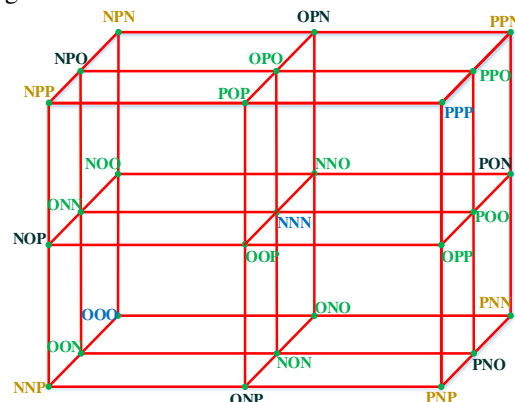 NPN OPN PPN
NPO OPO PPO
NPP POP PPP
NOO NNO PON
ONN NNN POO
NOP OOP OPP
OOO ONO PNN
OON NON PNO
NNP ONP PNP